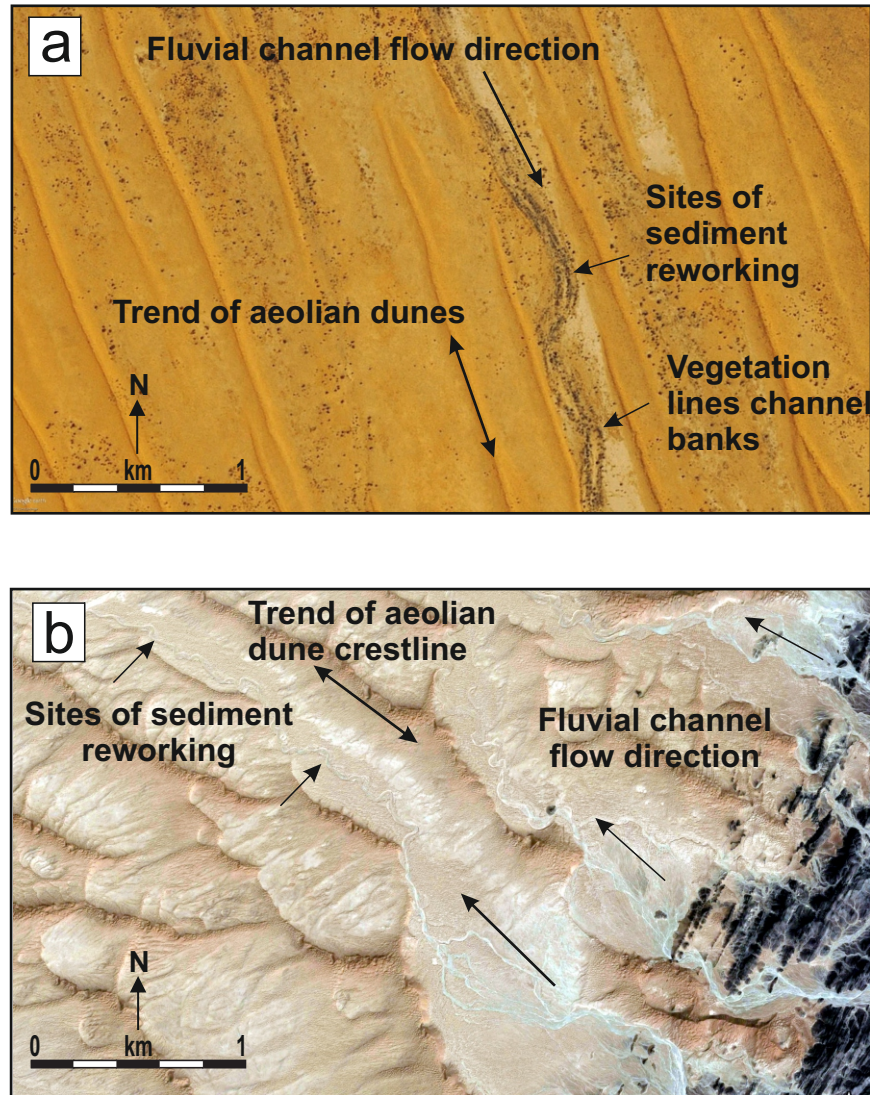 a
Fluvial channel flow direction
Sites of
sediment
reworking
Trend of aeolian dunes
Vegetation
lines channel
banks
N
0 km 1
b
Trend of aeolian
dune crestline
Sites of sediment
reworking
Fluvial channel
flow direction
N
0 km 1